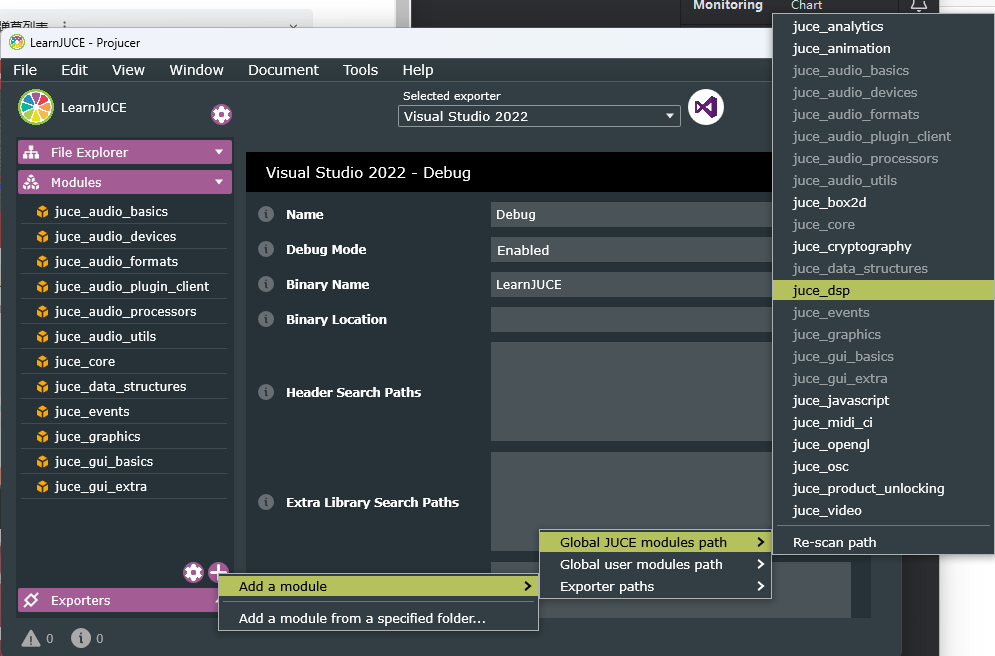 弹幕列表
Monitoring
Chart
LearnJUCE - Projucer
File Edit View Window Document Tools Help
LearnJUCE
Selected exporter
Visual Studio 2022
File Explorer
Modules
juce_audio_basics
juce_audio_devices
juce_audio_formats
juce_audio_plugin_client
juce_audio_processors
juce_audio_utils
juce_core
juce_data_structures
juce_events
juce_graphics
juce_gui_basics
juce_gui_extra
Exporters
0
0
Visual Studio 2022 - Debug
Name
Debug
Debug Mode
Enabled
Binary Name
LearnJUCE
Binary Location
Header Search Paths
Extra Library Search Paths
Add a module
Add a module from a specified folder...
Global JUCE modules path
Global user modules path
Exporter paths
juce_analytics
juce_animation
juce_audio_basics
juce_audio_devices
juce_audio_formats
juce_audio_plugin_client
juce_audio_processors
juce_audio_utils
juce_box2d
juce_core
juce_cryptography
juce_data_structures
juce_dsp
juce_events
juce_graphics
juce_gui_basics
juce_gui_extra
juce_javascript
juce_midi_ci
juce_opengl
juce_osc
juce_product_unlocking
juce_video
Re-scan path